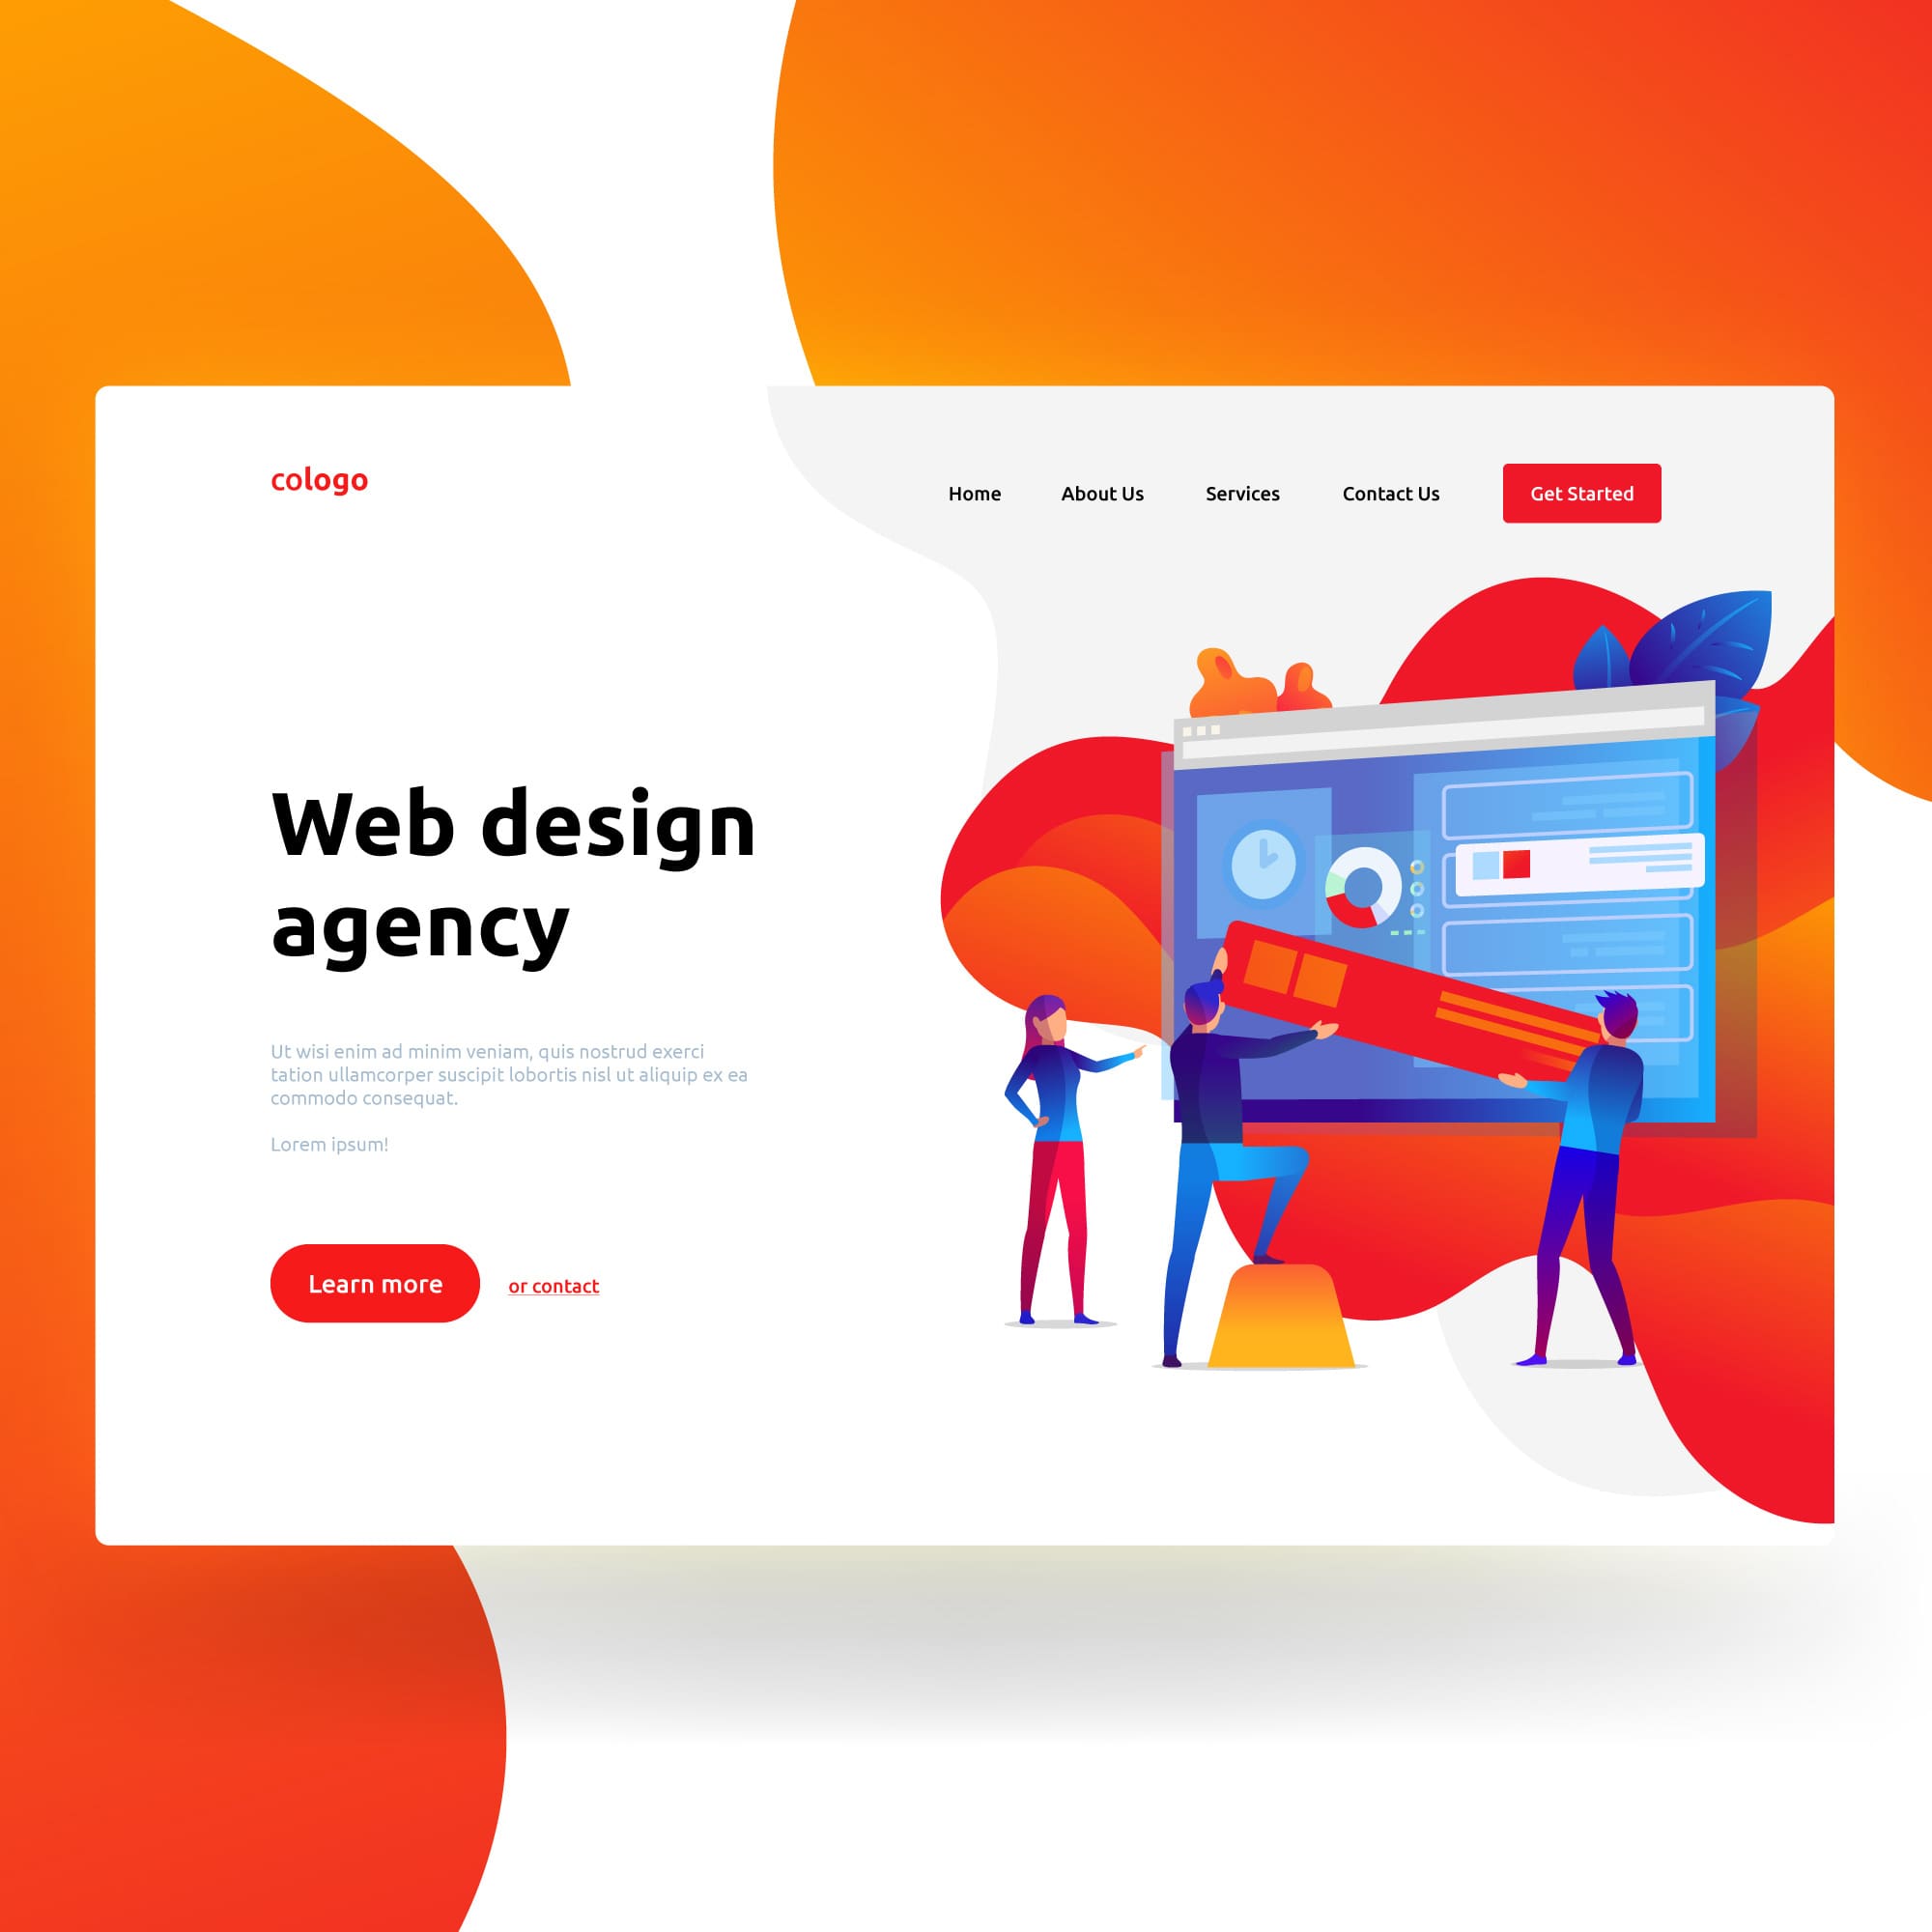 cologo
Home About Us Services Contact Us Get Started
Web design
agency
Ut wisi enim ad minim veniam, quis nostrud exerci
tation ullamcorper suscipit lobortis nisl ut aliquip ex ea
commodo consequat.
Lorem ipsum!
Learn more or contact